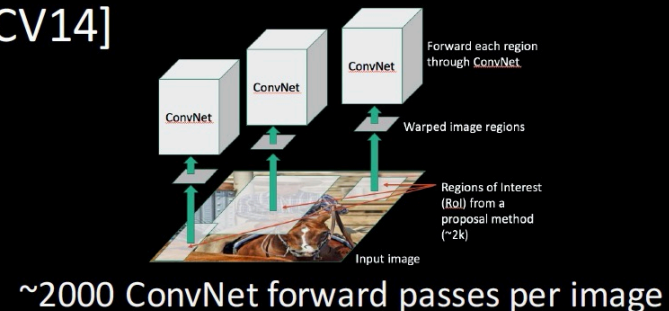 CV14]
Forward each region
through ConvNet
ConvNet
ConvNet
ConvNet
Warped image regions
Regions of Interest
(RoI) from a
proposal method
(~2k)
Input image
~2000 ConvNet forward passes per image